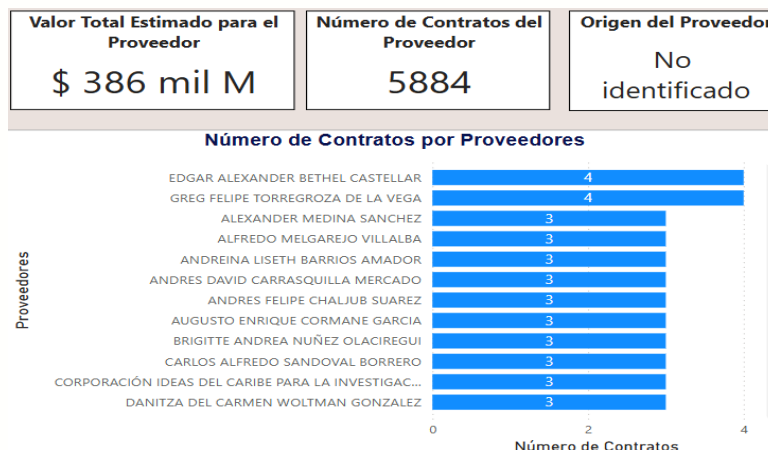 Valor Total Estimado para el
Proveedor
$ 386 mil M
Número de Contratos del
Proveedor
5884
Origen del Proveedor
No
identificado
Número de Contratos por Proveedores
Proveedores
EDGAR ALEXANDER BETHEL CASTELLAR 4
GREG FELIPE TORREGROZA DE LA VEGA 4
ALEXANDER MEDINA SANCHEZ 3
ALFREDO MELGAREJO VILLALBA 3
ANDREINA LISETH BARRIOS AMADOR 3
ANDRES DAVID CARRASQUILLA MERCADO 3
ANDRES FELIPE CHALJUB SUAREZ 3
AUGUSTO ENRIQUE CORMANE GARCIA 3
BRIGITTE ANDREA NUÑEZ OLACIREGUI 3
CARLOS ALFREDO SANDOVAL BORRERO 3
CORPORACIÓN IDEAS DEL CARIBE PARA LA INVESTIGAC... 3
DANITZA DEL CARMEN WOLTMAN GONZALEZ 3
0 2 4
Número de Contratos